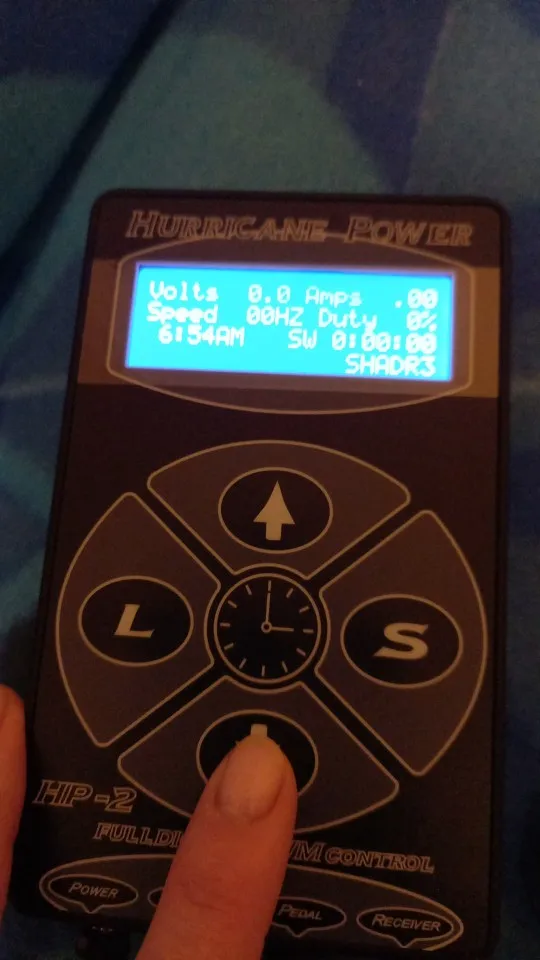 HURRICANE POWER
Volts 0.0 Amps .00
Speed 00HZ Duty 0%
6:54AM SW 0:00:00
SHADR3
L
S
HP-2
CONTROL
POWER
PEDAL
RECEIVER